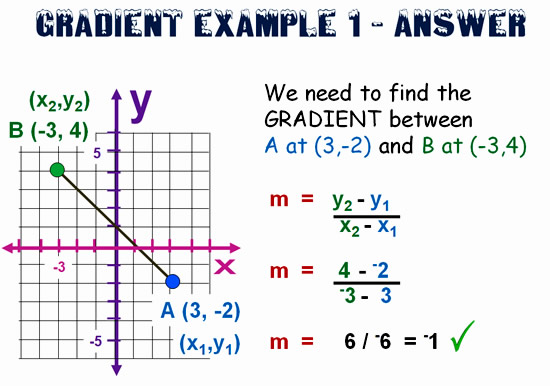 GRADIENT EXAMPLE 1 - ANSWER
(x₂,y₂)
B (-3, 4)
y
5
-3
x
A (3, -2)
(x₁,y₁)
-5
We need to find the
GRADIENT between
A at (3,-2) and B at (-3,4)
m = y₂ - y₁
x₂ - x₁
m = 4 - ⁻2
⁻3 - 3
m = 6 / ⁻6 = ⁻1 ✓